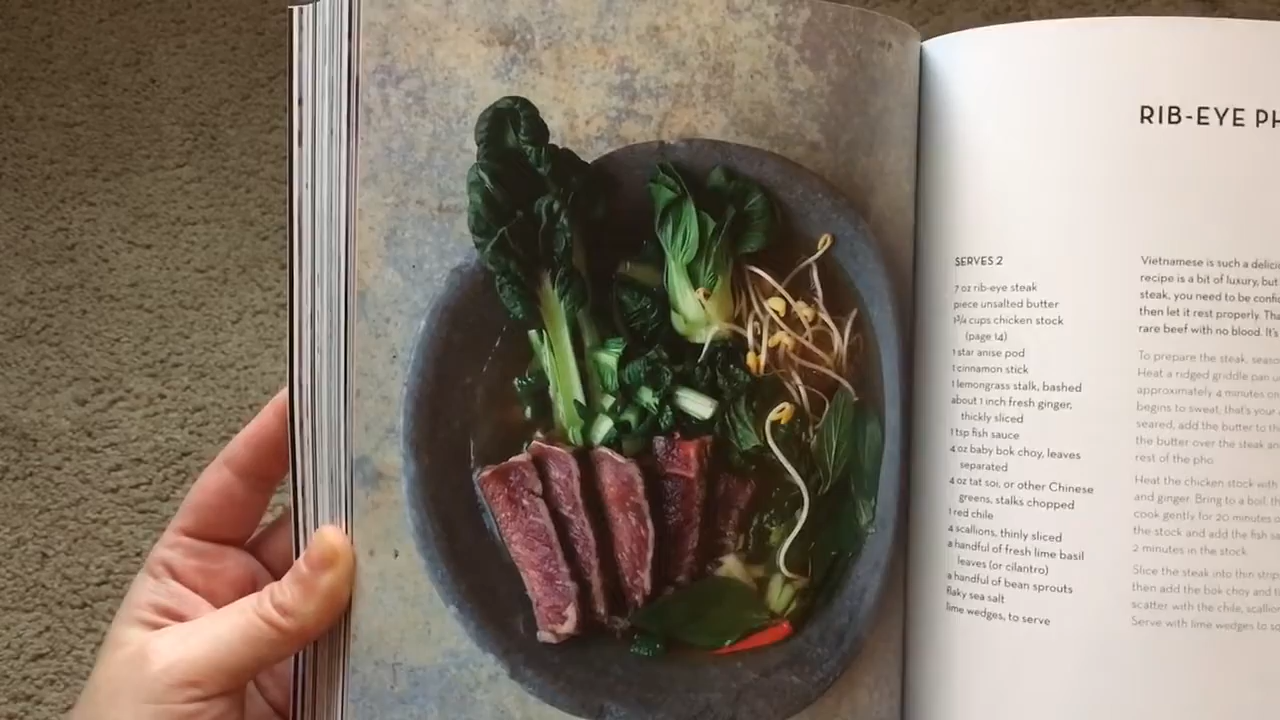 RIB-EYE PH
SERVES 2
7 oz rib-eye steak
piece unsalted butter
1¾ cups chicken stock
(page 14)
1 star anise pod
1 cinnamon stick
1 lemongrass stalk, bashed
about 1 inch fresh ginger,
thickly sliced
1 tsp fish sauce
4 oz baby bok choy, leaves
separated
4 oz tat soi, or other Chinese
greens, stalks chopped
1 red chile
4 scallions, thinly sliced
a handful of fresh lime basil
leaves (or cilantro)
a handful of bean sprouts
flaky sea salt
lime wedges, to serve
Vietnamese is such a delici
recipe is a bit of luxury, but
steak, you need to be confi
then let it rest properly. Tha
rare beef with no blood. It's
To prepare the steak, seaso
Heat a ridged griddle pan u
approximately 4 minutes on
begins to sweat, that's your
seared, add the butter to th
the butter over the steak an
rest of the pho.
Heat the chicken stock with
and ginger. Bring to a boil, th
cook gently for 20 minutes o
the stock and add the fish sa
2 minutes in the stock.
Slice the steak into thin strip
then add the bok choy and t
scatter with the chile, scallion
Serve with lime wedges to sq